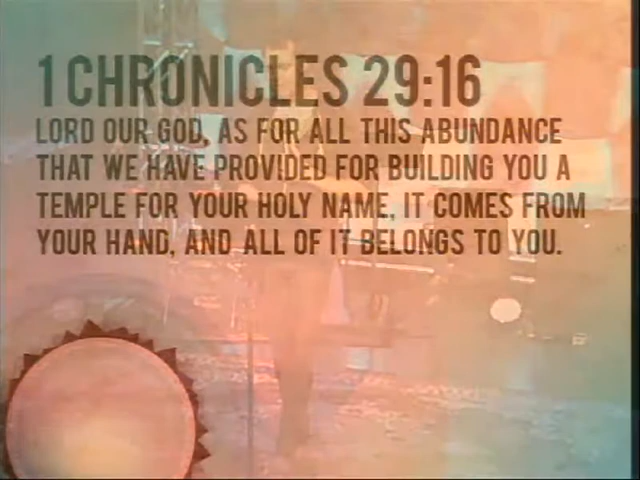 1 CHRONICLES 29:16
LORD OUR GOD, AS FOR ALL THIS ABUNDANCE
THAT WE HAVE PROVIDED FOR BUILDING YOU A
TEMPLE FOR YOUR HOLY NAME, IT COMES FROM
YOUR HAND, AND ALL OF IT BELONGS TO YOU.